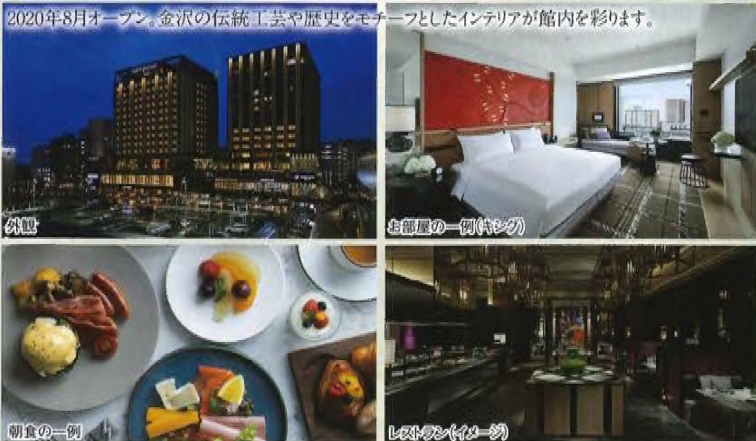 2020年8月オープン。金沢の伝統工芸や歴史をモチーフとしたインテリアが館内を彩ります。
外観
お部屋の一例(キング)
朝食の一例
レストラン(イメージ)